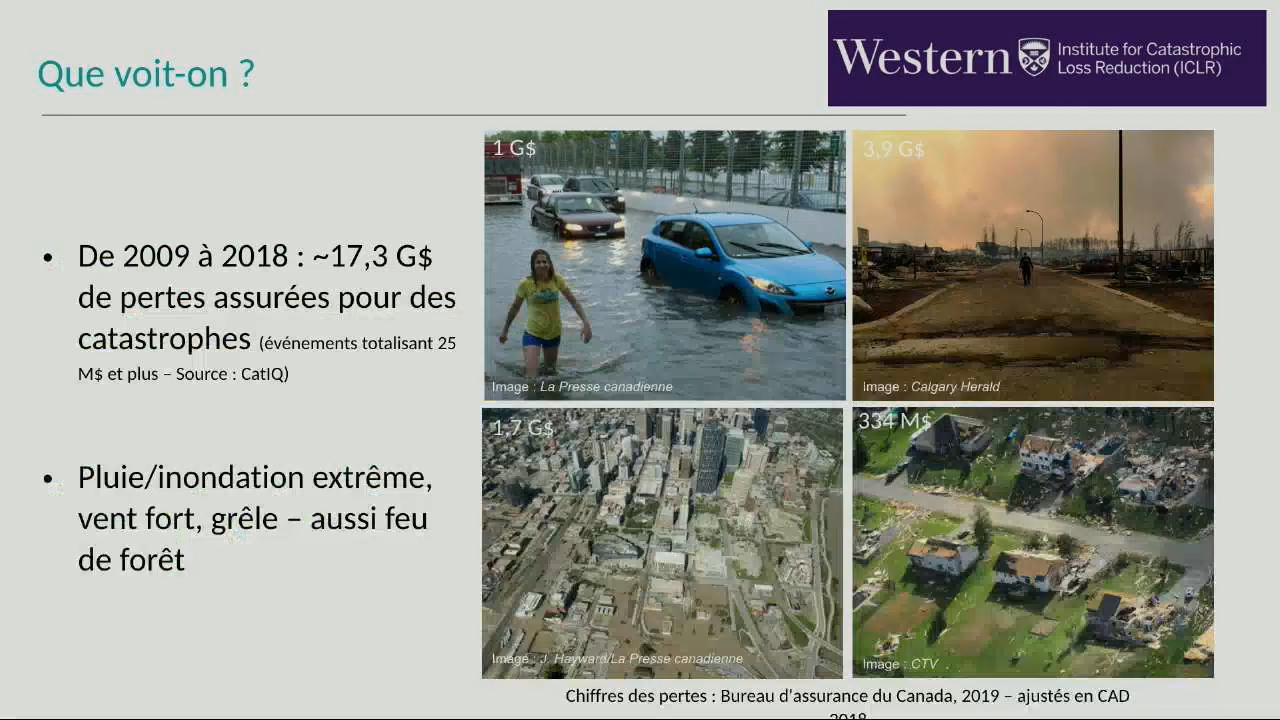 Que voit-on ?
Western
Institute for Catastrophic
Loss Reduction (ICLR)
• De 2009 à 2018 : ~17,3 G$
de pertes assurées pour des
catastrophes (événements totalisant 25
M$ et plus – Source : CatIQ)
• Pluie/inondation extrême,
vent fort, grêle – aussi feu
de forêt
1 G$
Image : La Presse canadienne
3,9 G$
Image : Calgary Herald
1,7 G$
Image : J. Hayward/La Presse canadienne
334 M$
Image : CTV
Chiffres des pertes : Bureau d'assurance du Canada, 2019 – ajustés en CAD
2018